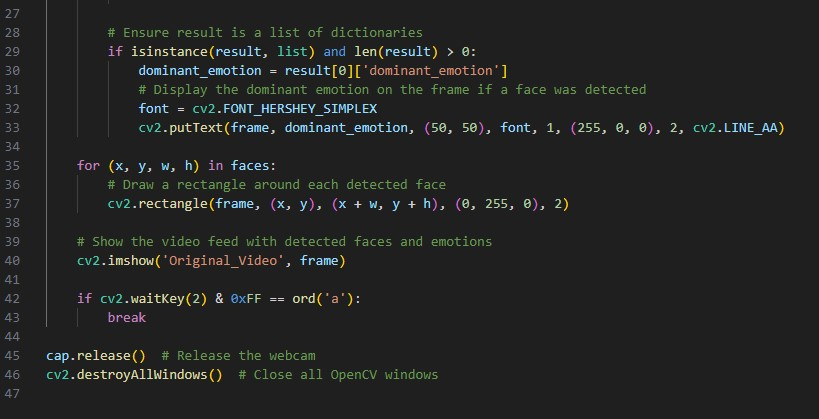 27
28 # Ensure result is a list of dictionaries
29 if isinstance(result, list) and len(result) > 0:
30 dominant_emotion = result[0]['dominant_emotion']
31 # Display the dominant emotion on the frame if a face was detected
32 font = cv2.FONT_HERSHEY_SIMPLEX
33 cv2.putText(frame, dominant_emotion, (50, 50), font, 1, (255, 0, 0), 2, cv2.LINE_AA)
34
35 for (x, y, w, h) in faces:
36 # Draw a rectangle around each detected face
37 cv2.rectangle(frame, (x, y), (x + w, y + h), (0, 255, 0), 2)
38
39 # Show the video feed with detected faces and emotions
40 cv2.imshow('Original_Video', frame)
41
42 if cv2.waitKey(2) & 0xFF == ord('a'):
43 break
44
45 cap.release() # Release the webcam
46 cv2.destroyAllWindows() # Close all OpenCV windows
47